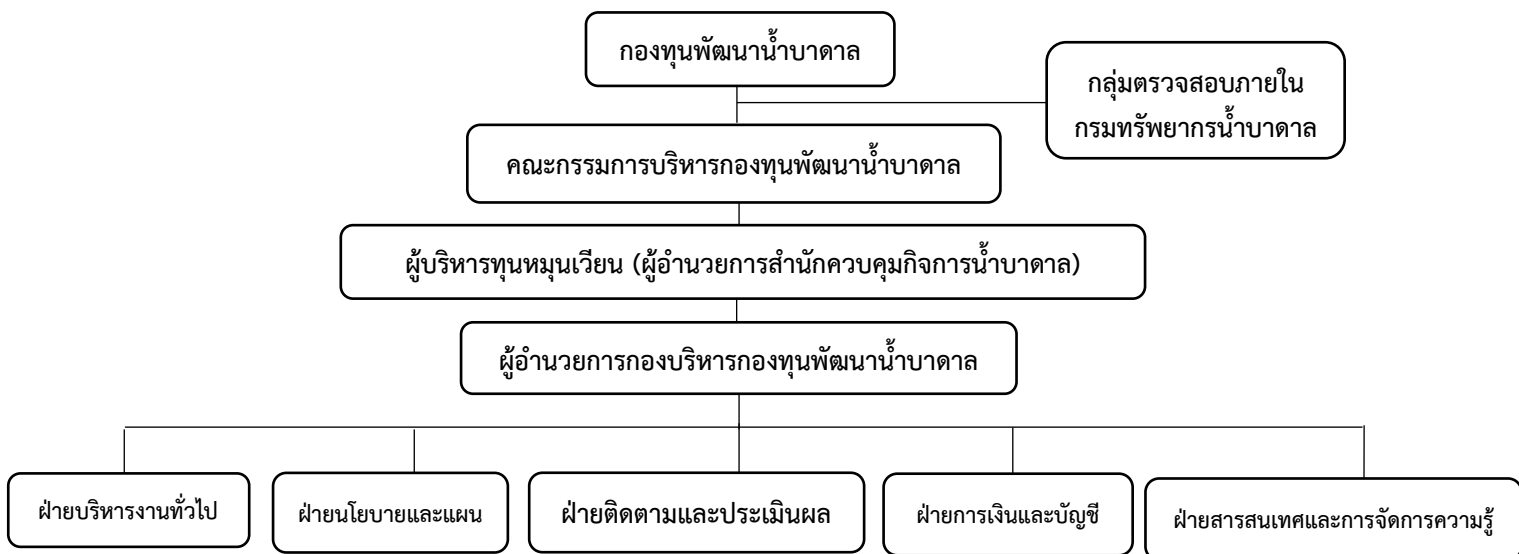 กองทุนพัฒนาน้ำบาดาล
กลุ่มตรวจสอบภายใน
กรมทรัพยากรน้ำบาดาล
คณะกรรมการบริหารกองทุนพัฒนาน้ำบาดาล
ผู้บริหารทุนหมุนเวียน (ผู้อำนวยการสำนักควบคุมกิจการน้ำบาดาล)
ผู้อำนวยการกองบริหารกองทุนพัฒนาน้ำบาดาล
ฝ่ายบริหารงานทั่วไป
ฝ่ายนโยบายและแผน
ฝ่ายติดตามและประเมินผล
ฝ่ายการเงินและบัญชี
ฝ่ายสารสนเทศและการจัดการความรู้